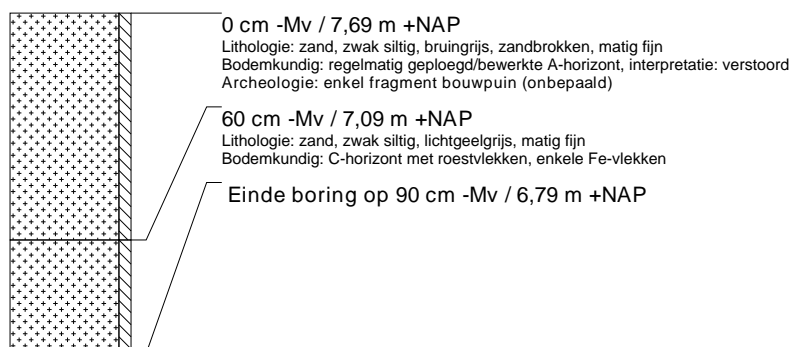 0 cm -Mv / 7,69 m +NAP
Lithologie: zand, zwak siltig, bruingrijs, zandbrokken, matig fijn
Bodemkundig: regelmatig geploegd/bewerkte A-horizont, interpretatie: verstoord
Archeologie: enkel fragment bouwpuin (onbepaald)
60 cm -Mv / 7,09 m +NAP
Lithologie: zand, zwak siltig, lichtgeelgrijs, matig fijn
Bodemkundig: C-horizont met roestvlekken, enkele Fe-vlekken
Einde boring op 90 cm -Mv / 6,79 m +NAP